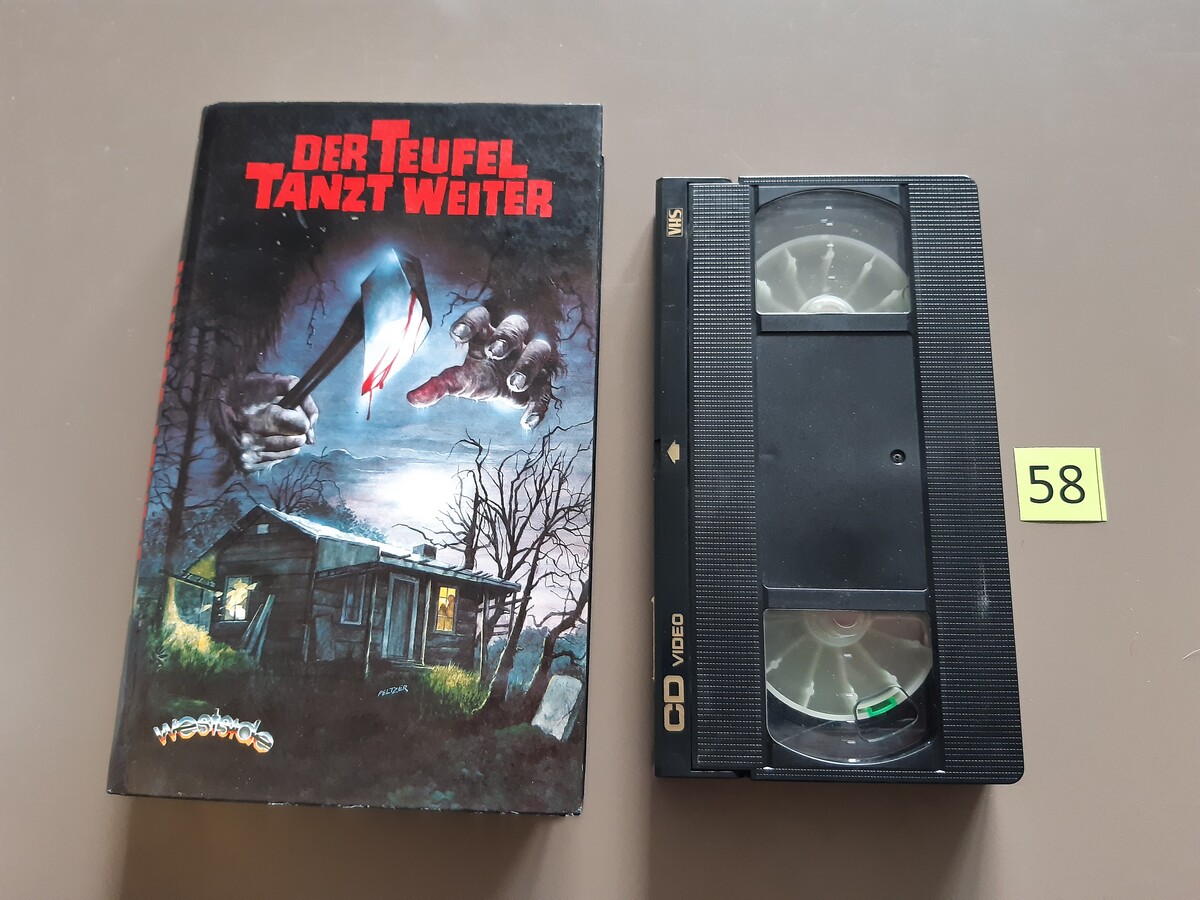 DER TEUFEL
TANZT WEITER
PELTZER
westside
VHS
CD VIDEO
58